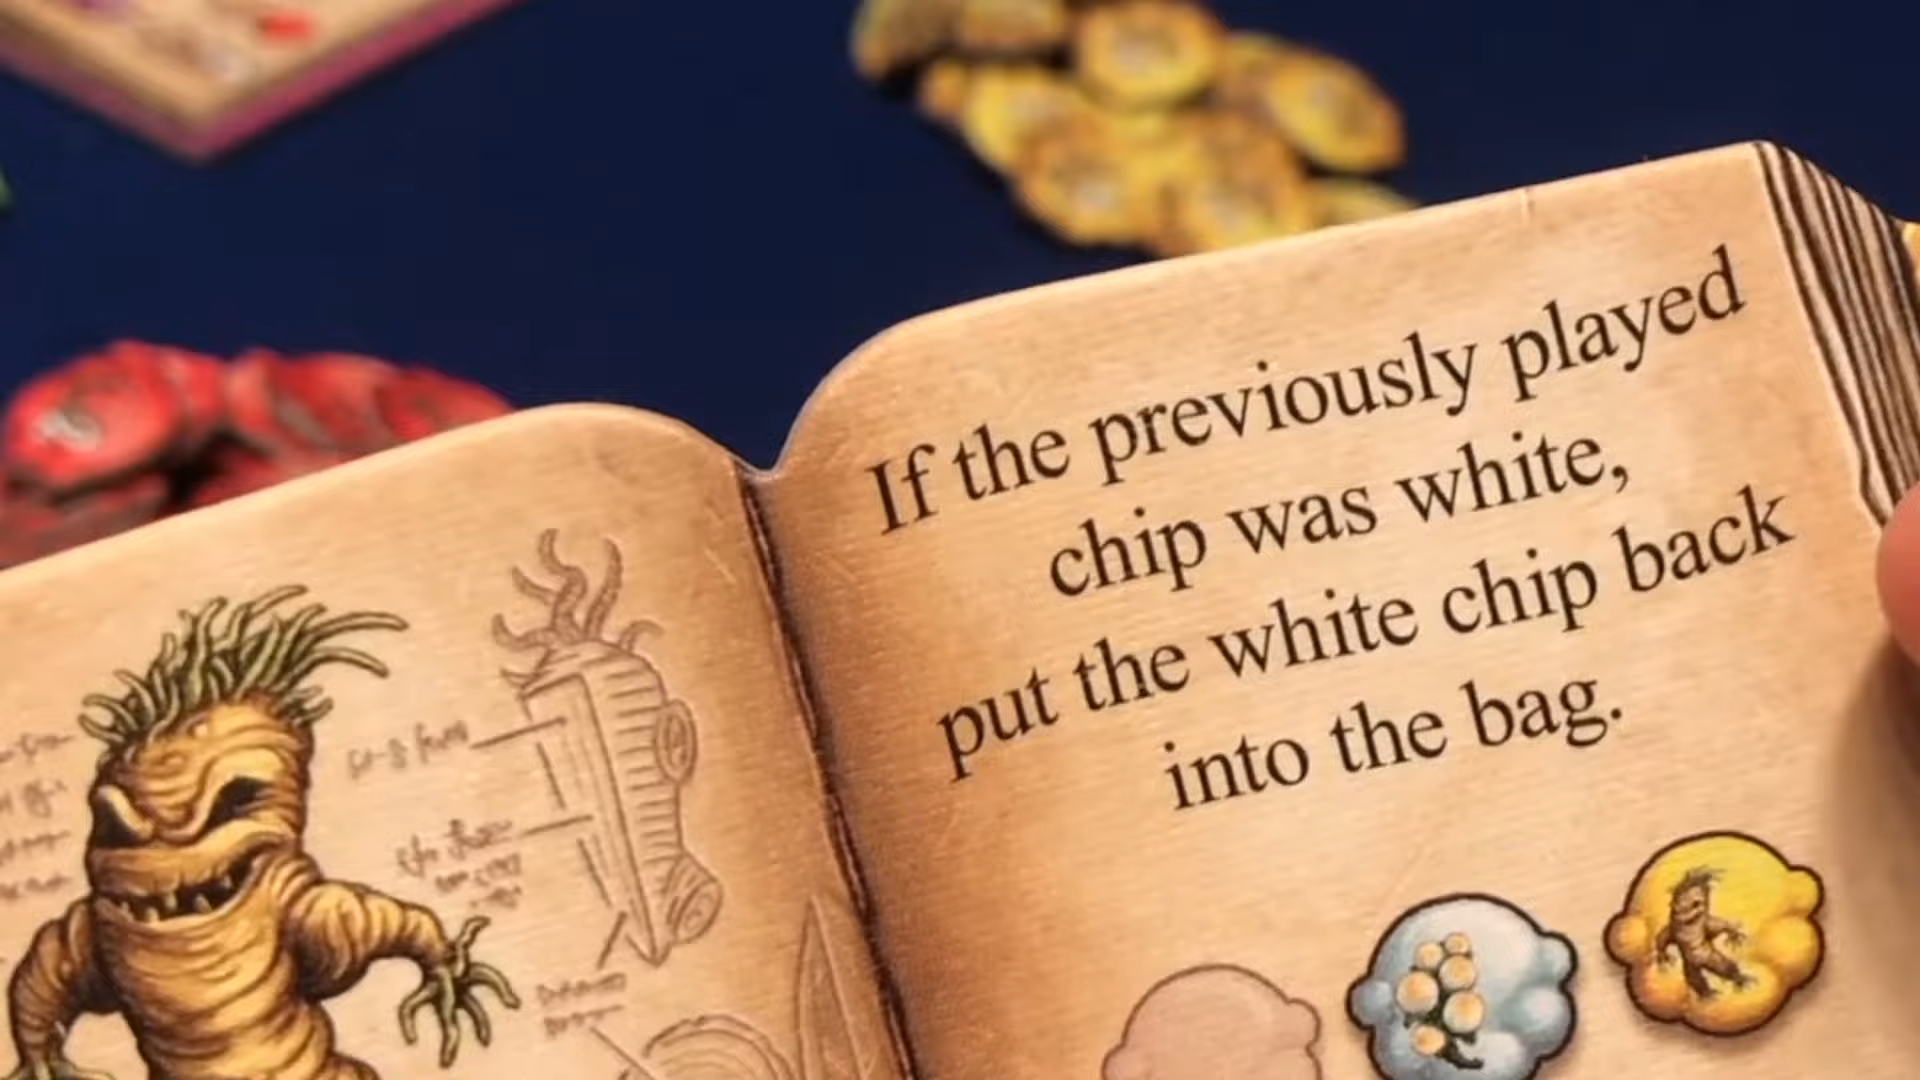 If the previously played
chip was white,
put the white chip back
into the bag.